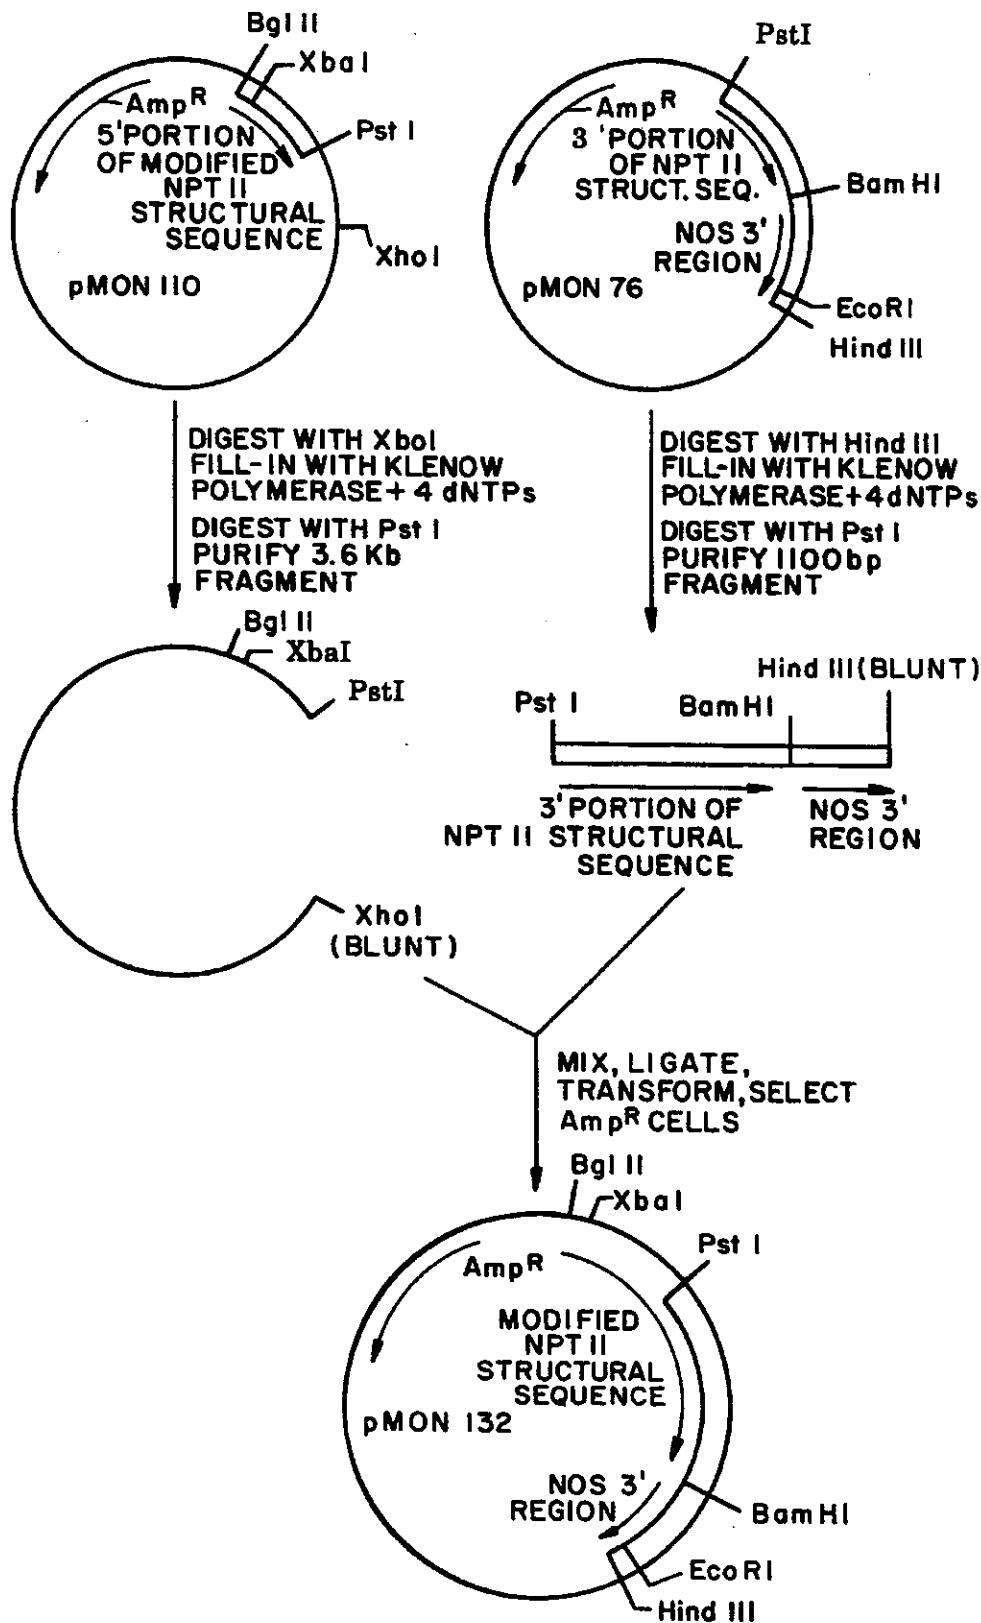 Bgl II
XbaI
AmpR
5' PORTION
OF MODIFIED
NPT II
STRUCTURAL
SEQUENCE
Pst I
XhoI
pMON 110
PstI
AmpR
3' PORTION
OF NPT II
STRUCT. SEQ.
BamHI
NOS 3'
REGION
pMON 76
EcoRI
Hind III
DIGEST WITH XboI
FILL-IN WITH KLENOW
POLYMERASE + 4 dNTPs
DIGEST WITH Pst I
PURIFY 3.6 Kb
FRAGMENT
DIGEST WITH Hind III
FILL-IN WITH KLENOW
POLYMERASE + 4 dNTPs
DIGEST WITH Pst I
PURIFY 1100 bp
FRAGMENT
Bgl II
XbaI
PstI
XhoI
(BLUNT)
Hind III (BLUNT)
Pst I
BamHI
3' PORTION OF
NPT II STRUCTURAL
SEQUENCE
NOS 3'
REGION
MIX, LIGATE,
TRANSFORM, SELECT
AmpR CELLS
Bgl II
XbaI
Pst I
AmpR
MODIFIED
NPT II
STRUCTURAL
SEQUENCE
pMON 132
NOS 3'
REGION
BamHI
EcoRI
Hind III